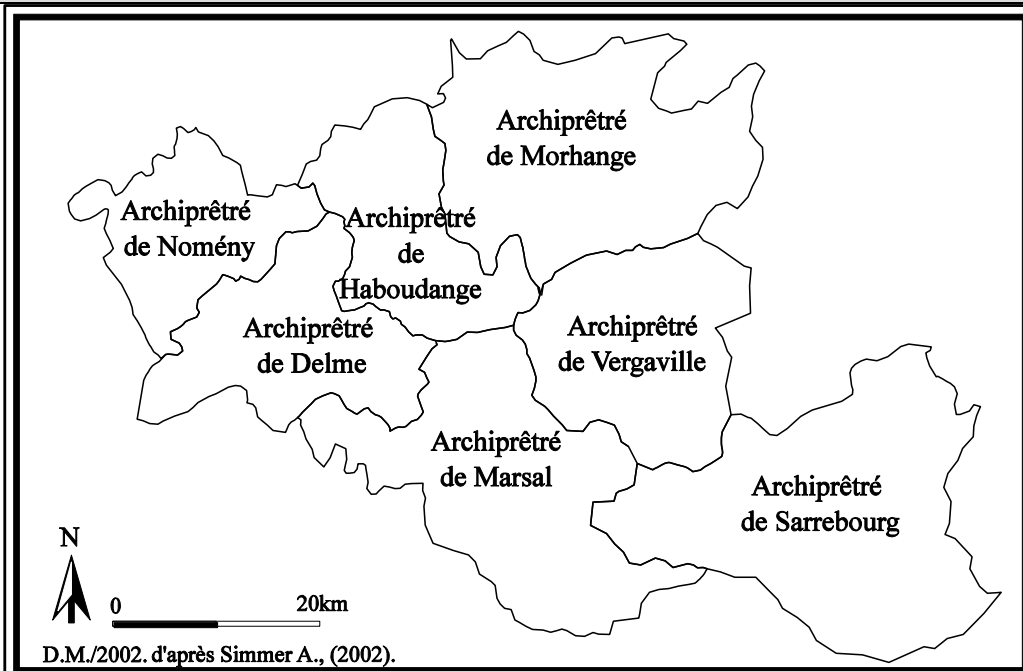 Archiprêtré
de Morhange
Archiprêtré
de Nomény
Archiprêtré
de
Haboudange
Archiprêtré
de Delme
Archiprêtré
de Vergaville
Archiprêtré
de Marsal
Archiprêtré
de Sarrebourg
N
0 20km
D.M./2002. d'après Simmer A., (2002).